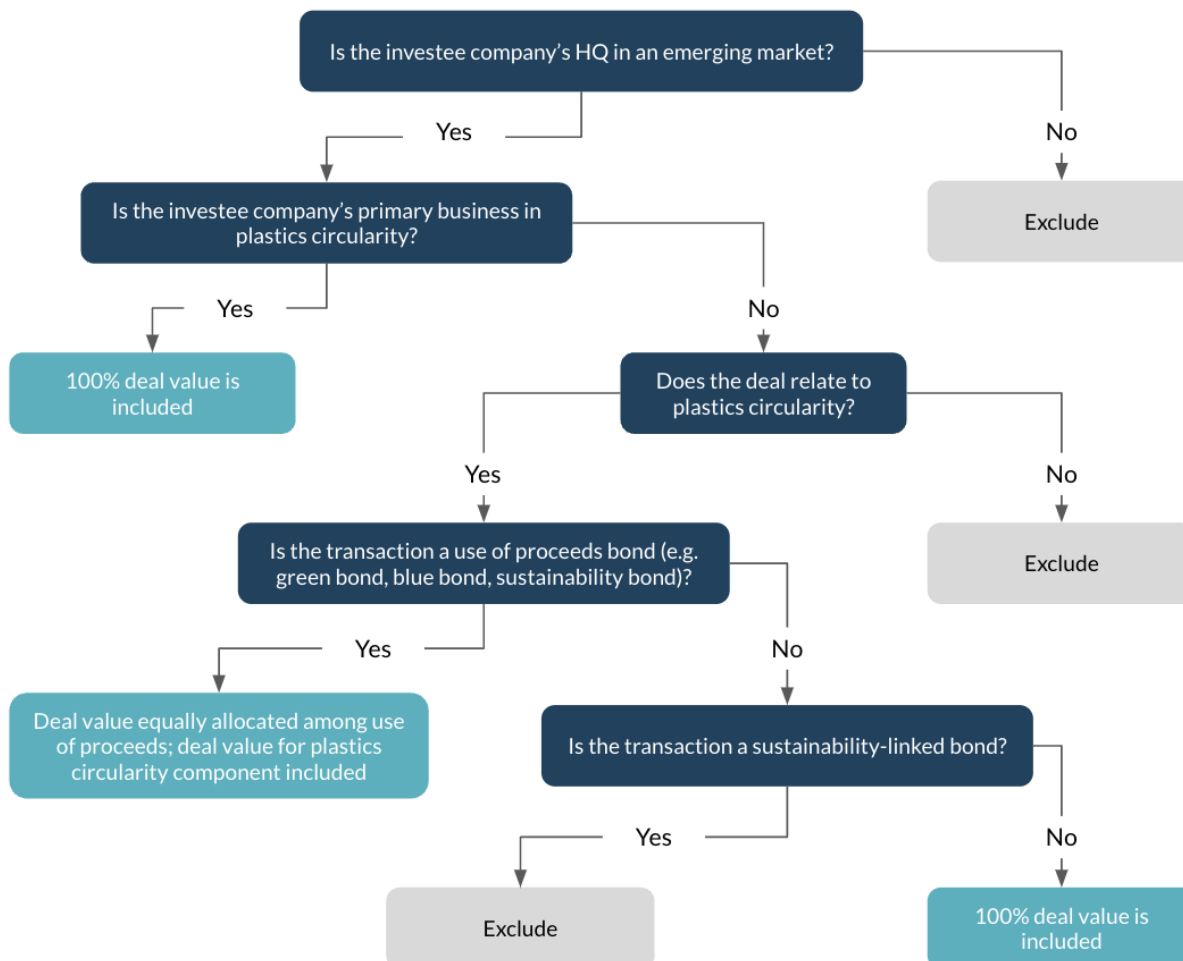 Is the investee company's HQ in an emerging market?
Yes
No
Is the investee company's primary business in
plastics circularity?
Exclude
Yes
No
100% deal value is
included
Does the deal relate to
plastics circularity?
Yes
No
Is the transaction a use of proceeds bond (e.g.
green bond, blue bond, sustainability bond)?
Exclude
Yes
No
Deal value equally allocated among use
of proceeds; deal value for plastics
circularity component included
Is the transaction a sustainability-linked bond?
Yes
No
Exclude
100% deal value is
included